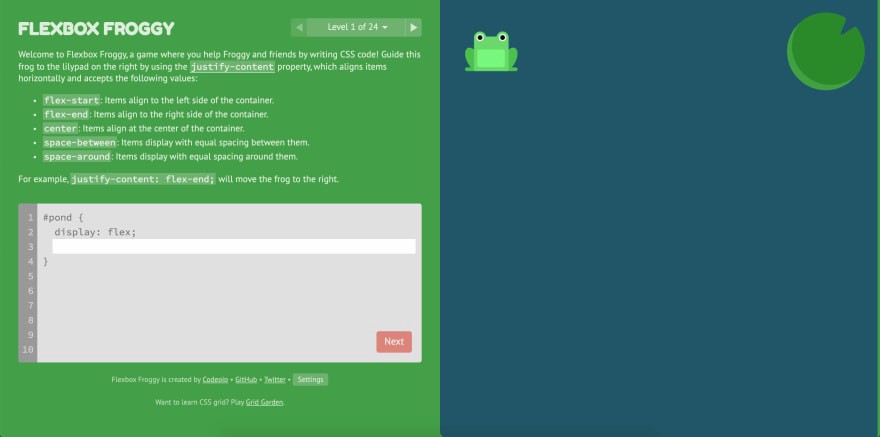 FLEXBOX FROGGY
Level 1 of 24
Welcome to Flexbox Froggy, a game where you help Froggy and friends by writing CSS code! Guide this
frog to the lilypad on the right by using the justify-content property, which aligns items
horizontally and accepts the following values:
• flex-start: Items align to the left side of the container.
• flex-end: Items align to the right side of the container.
• center: Items align at the center of the container.
• space-between: Items display with equal spacing between them.
• space-around: Items display with equal spacing around them.
For example, justify-content: flex-end; will move the frog to the right.
1 #pond {
2 display: flex;
3
4 }
5
6
7
8
9
10
Next
Flexbox Froggy is created by Codepip • GitHub • Twitter • Settings
Want to learn CSS grid? Play Grid Garden.